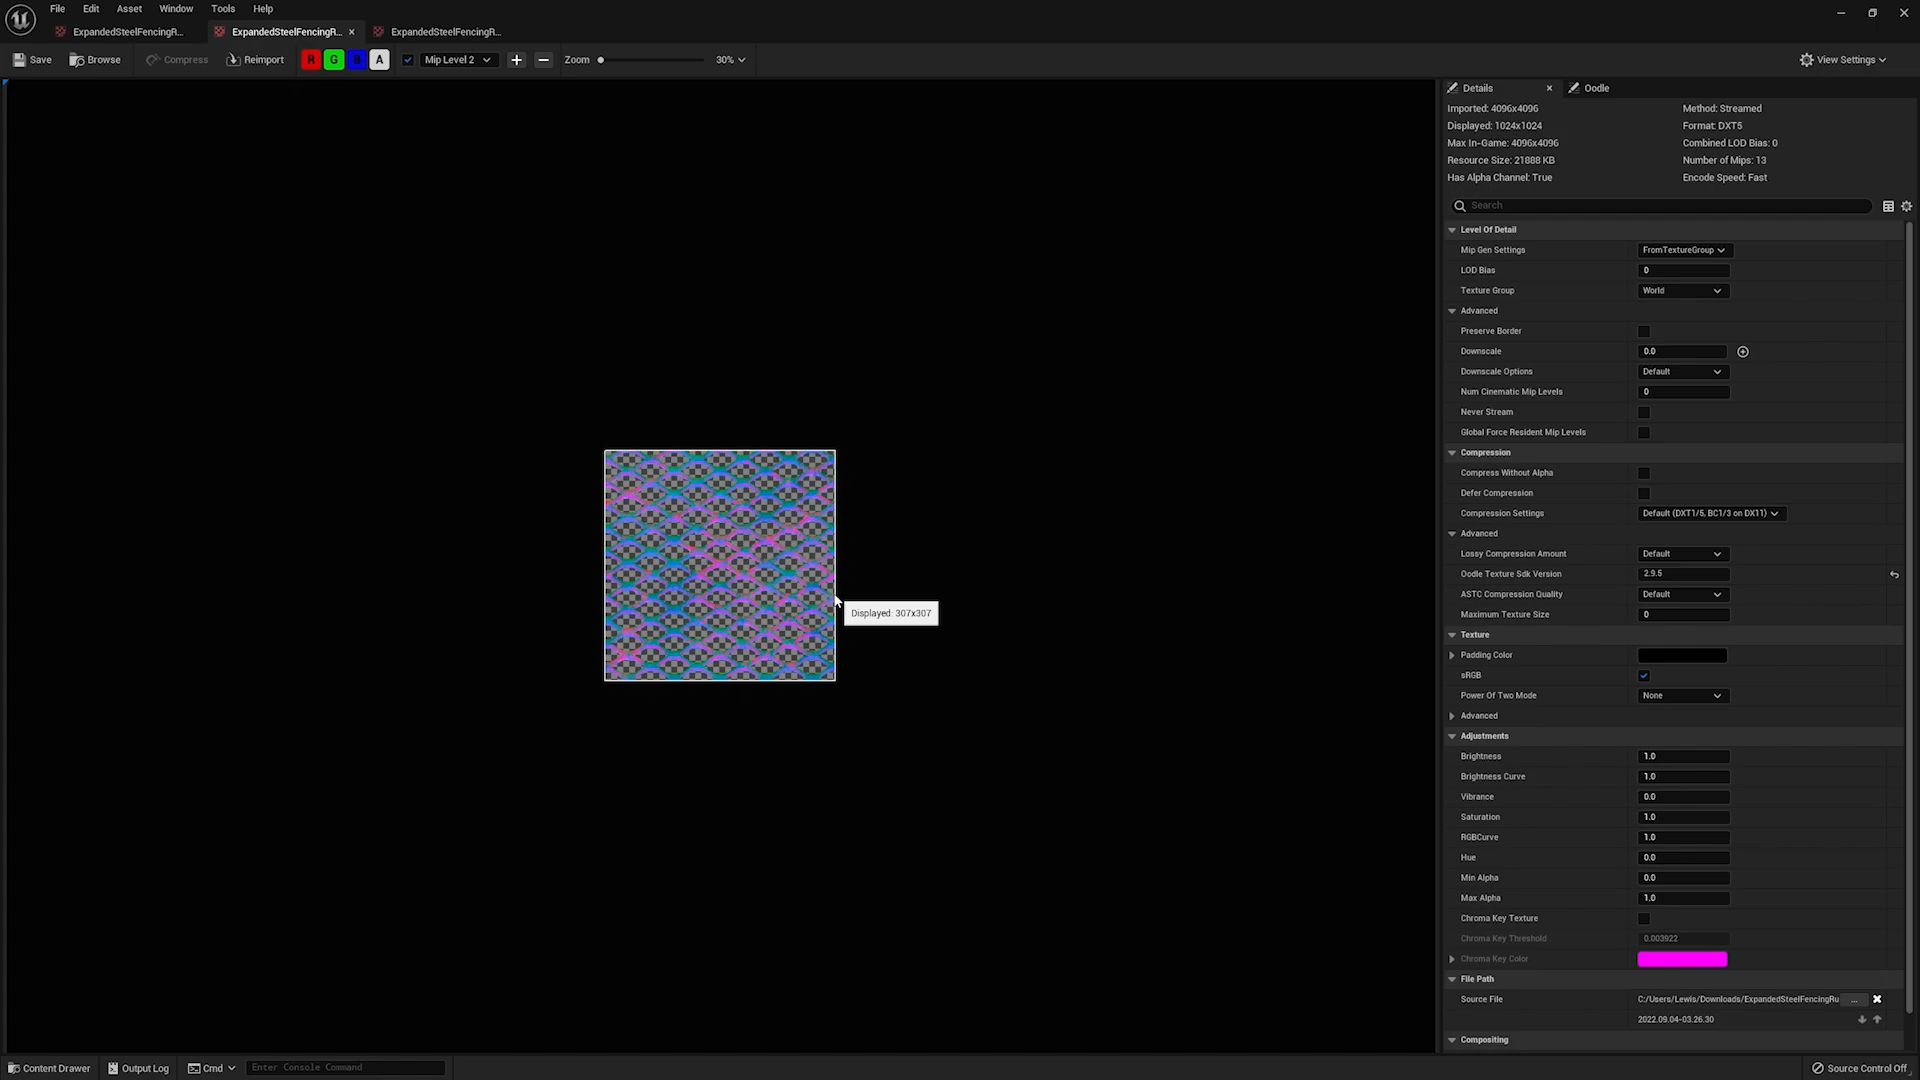 File Edit Asset Window Tools Help
ExpandedSteelFencingR... ExpandedSteelFencingR... ExpandedSteelFencingR...
Save Browse Compress Reimport R G B A Mip Level 2 Zoom 30% View Settings
Details Oodle
Imported: 4096x4096 Method: Streamed
Displayed: 1024x1024 Format: DXT5
Max In-Game: 4096x4096 Combined LOD Bias: 0
Resource Size: 21888 KB Number of Mips: 13
Has Alpha Channel: True Encode Speed: Fast
Search
Level Of Detail
Mip Gen Settings FromTextureGroup
LOD Bias 0
Texture Group World
Advanced
Preserve Border
Downscale 0.0
Downscale Options Default
Num Cinematic Mip Levels 0
Never Stream
Global Force Resident Mip Levels
Compression
Compress Without Alpha
Defer Compression
Compression Settings Default (DXT1/5, BC1/3 on DX11)
Advanced
Lossy Compression Amount Default
Oodle Texture Sdk Version 2.9.5
ASTC Compression Quality Default
Maximum Texture Size 0
Displayed: 307x307
Texture
Padding Color
sRGB
Power Of Two Mode None
Advanced
Adjustments
Brightness 1.0
Brightness Curve 1.0
Vibrance 0.0
Saturation 1.0
RGBCurve 1.0
Hue 0.0
Min Alpha 0.0
Max Alpha 1.0
Chroma Key Texture
Chroma Key Threshold 0.003922
Chroma Key Color
File Path
Source File C:/Users/Lewis/Downloads/ExpandedSteelFencingRu ...
2022.09.04-03.26.30
Compositing
Content Drawer Output Log Cmd Enter Console Command Source Control Off